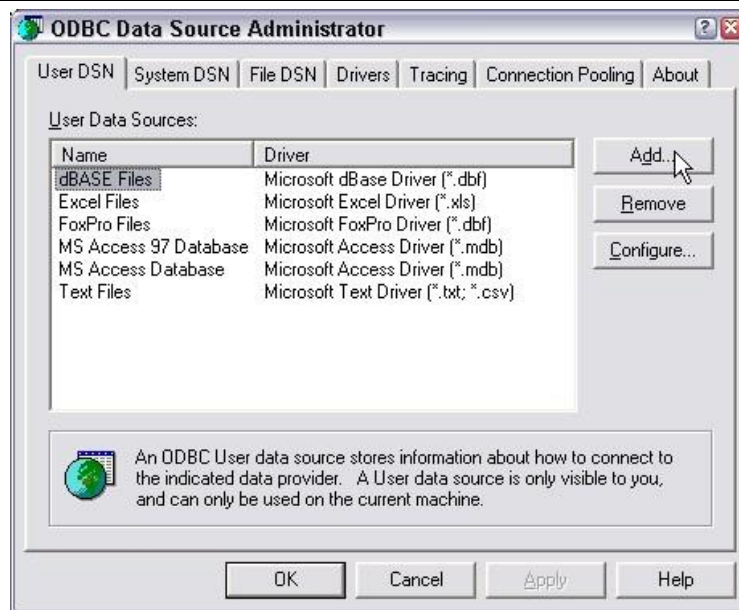 ODBC Data Source Administrator
User DSN System DSN File DSN Drivers Tracing Connection Pooling About
User Data Sources:
Name Driver
dBASE Files Microsoft dBase Driver (*.dbf)
Excel Files Microsoft Excel Driver (*.xls)
FoxPro Files Microsoft FoxPro Driver (*.dbf)
MS Access 97 Database Microsoft Access Driver (*.mdb)
MS Access Database Microsoft Access Driver (*.mdb)
Text Files Microsoft Text Driver (*.txt; *.csv)
Add...
Remove
Configure...
An ODBC User data source stores information about how to connect to
the indicated data provider. A User data source is only visible to you,
and can only be used on the current machine.
OK Cancel Apply Help